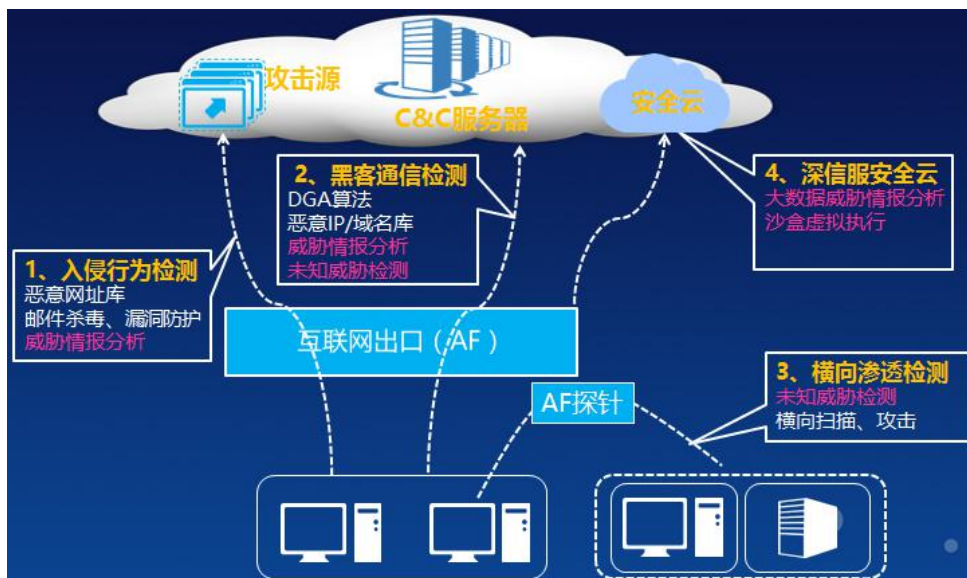 攻击源
C&C服务器
安全云
2、黑客通信检测
DGA算法
恶意IP/域名库
威胁情报分析
未知威胁检测
4、深信服安全云
大数据威胁情报分析
沙盒虚拟执行
1、入侵行为检测
恶意网址库
邮件杀毒、漏洞防护
威胁情报分析
互联网出口（AF）
AF探针
3、横向渗透检测
未知威胁检测
横向扫描、攻击